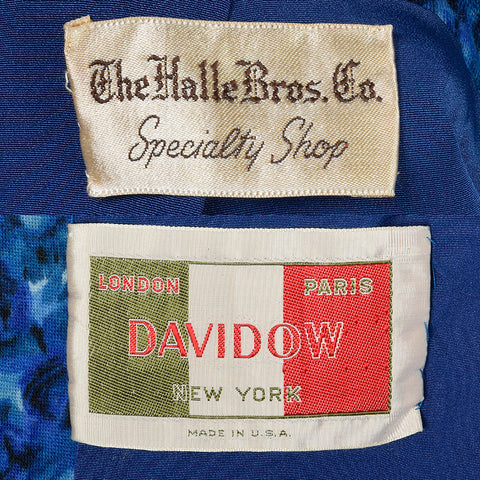 The Halle Bros. Co.
Specialty Shop
LONDON PARIS
DAVIDOW
NEW YORK
MADE IN U.S.A.